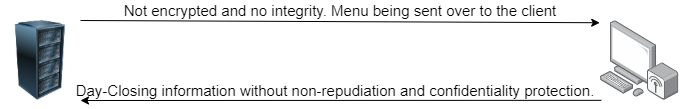 Not encrypted and no integrity. Menu being sent over to the client
Day-Closing information without non-repudiation and confidentiality protection.